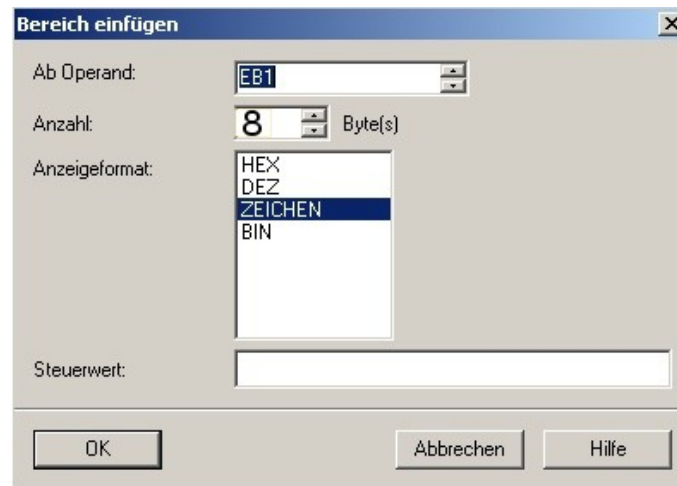 Bereich einfügen
Ab Operand: EB1
Anzahl: 8 Byte(s)
Anzeigeformat: HEX
DEZ
ZEICHEN
BIN
Steuerwert:
OK Abbrechen Hilfe